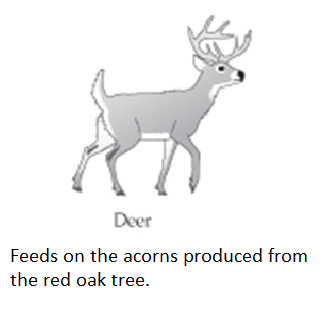 Deer
Feeds on the acorns produced from
the red oak tree.